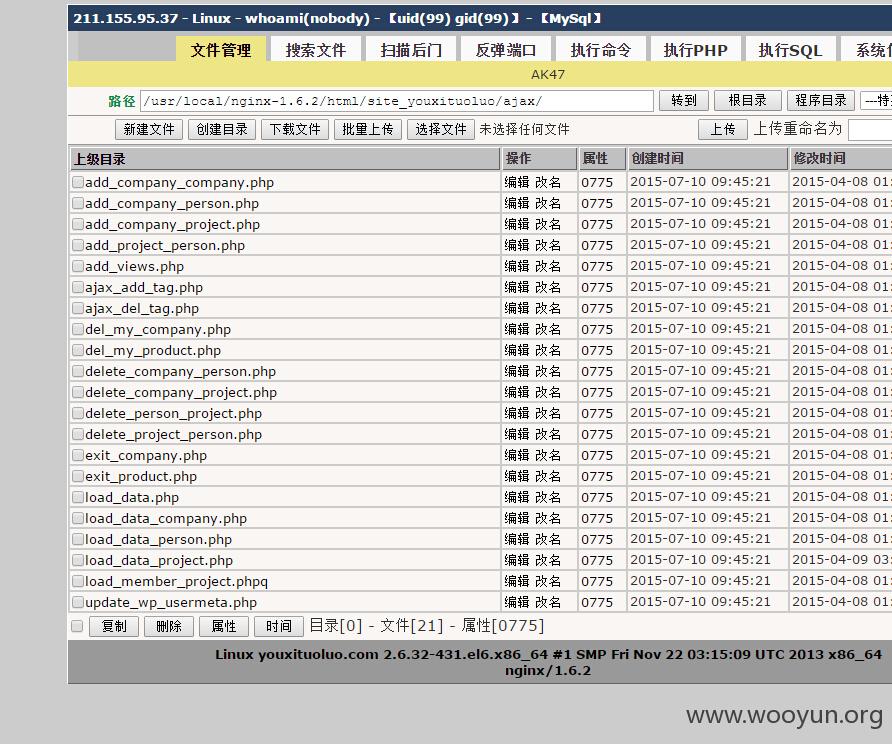 211.155.95.37 - Linux - whoami(nobody) - 【uid(99) gid(99)】 - 【MySql】
文件管理 搜索文件 扫描后门 反弹端口 执行命令 执行PHP 执行SQL 系统
AK47
路径 /usr/local/nginx-1.6.2/html/site_youxituoluo/ajax/ 转到 根目录 程序目录 ---特
新建文件 创建目录 下载文件 批量上传 选择文件 未选择任何文件 上传 上传重命名为
上级目录 操作 属性 创建时间 修改时间
add_company_company.php 编辑 改名 0775 2015-07-10 09:45:21 2015-04-08 01:
add_company_person.php 编辑 改名 0775 2015-07-10 09:45:21 2015-04-08 01:
add_company_project.php 编辑 改名 0775 2015-07-10 09:45:21 2015-04-08 01:
add_project_person.php 编辑 改名 0775 2015-07-10 09:45:21 2015-04-08 01:
add_views.php 编辑 改名 0775 2015-07-10 09:45:21 2015-04-08 01:
ajax_add_tag.php 编辑 改名 0775 2015-07-10 09:45:21 2015-04-08 01:
ajax_del_tag.php 编辑 改名 0775 2015-07-10 09:45:21 2015-04-08 01:
del_my_company.php 编辑 改名 0775 2015-07-10 09:45:21 2015-04-08 01:
del_my_product.php 编辑 改名 0775 2015-07-10 09:45:21 2015-04-08 01:
delete_company_person.php 编辑 改名 0775 2015-07-10 09:45:21 2015-04-08 01:
delete_company_project.php 编辑 改名 0775 2015-07-10 09:45:21 2015-04-08 01:
delete_person_project.php 编辑 改名 0775 2015-07-10 09:45:21 2015-04-08 01:
delete_project_person.php 编辑 改名 0775 2015-07-10 09:45:21 2015-04-08 01:
exit_company.php 编辑 改名 0775 2015-07-10 09:45:21 2015-04-08 01:
exit_product.php 编辑 改名 0775 2015-07-10 09:45:21 2015-04-08 01:
load_data.php 编辑 改名 0775 2015-07-10 09:45:21 2015-04-08 01:
load_data_company.php 编辑 改名 0775 2015-07-10 09:45:21 2015-04-08 01:
load_data_person.php 编辑 改名 0775 2015-07-10 09:45:21 2015-04-08 01:
load_data_project.php 编辑 改名 0775 2015-07-10 09:45:21 2015-04-09 03:
load_member_project.phpq 编辑 改名 0775 2015-07-10 09:45:21 2015-04-08 01:
update_wp_usermeta.php 编辑 改名 0775 2015-07-10 09:45:21 2015-04-08 01:
复制 删除 属性 时间 目录[0] - 文件[21] - 属性[0775]
Linux youxituoluo.com 2.6.32-431.el6.x86_64 #1 SMP Fri Nov 22 03:15:09 UTC 2013 x86_64
nginx/1.6.2
www.wooyun.org